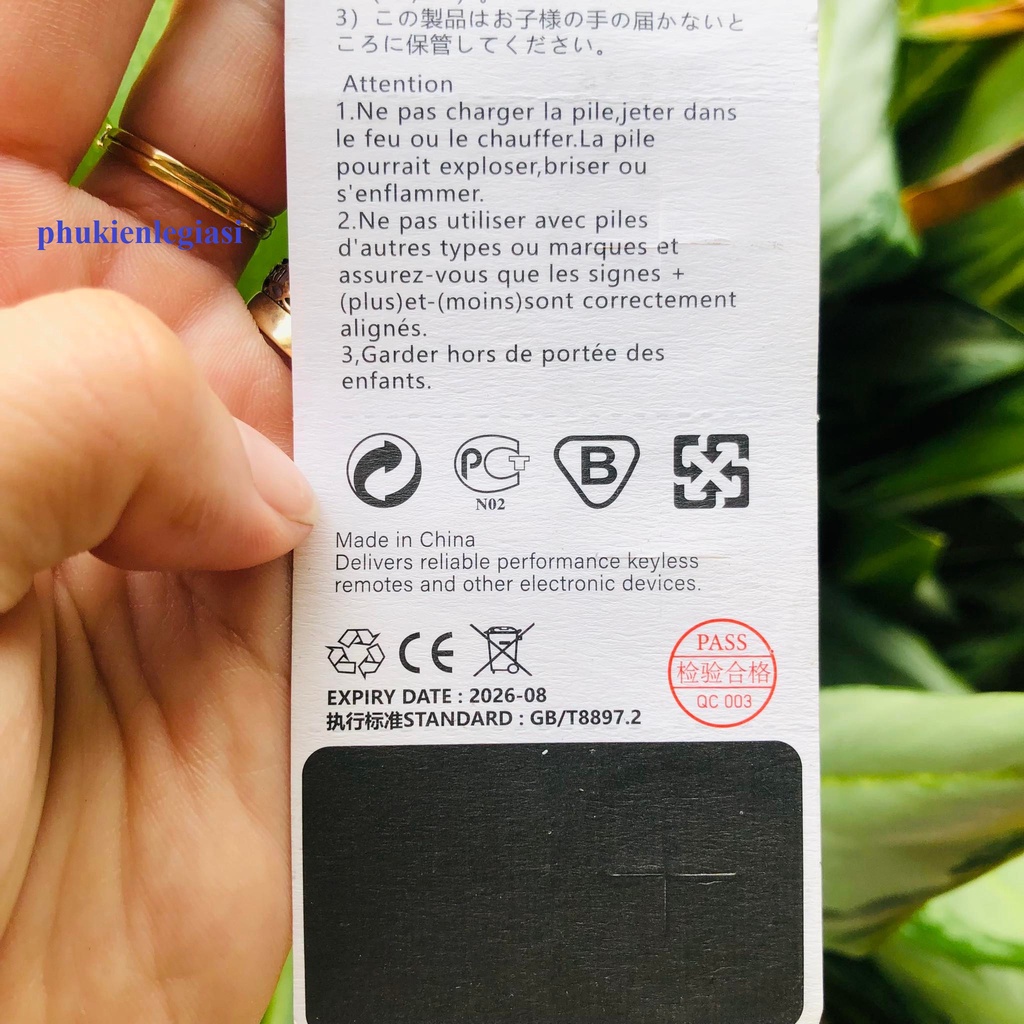 3）この製品はお子様の手の届かないと
ころに保管してください。
Attention
1.Ne pas charger la pile,jeter dans
le feu ou le chauffer.La pile
pourrait exploser,briser ou
s'enflammer.
2.Ne pas utiliser avec piles
d'autres types ou marques et
assurez-vous que les signes +
(plus)et-(moins)sont correctement
alignés.
3,Garder hors de portée des
enfants.
phukienlegiasi
PCT B
N02
Made in China
Delivers reliable performance keyless
remotes and other electronic devices.
CE
EXPIRY DATE : 2026-08
执行标准STANDARD : GB/T8897.2
PASS
检验合格
QC 003